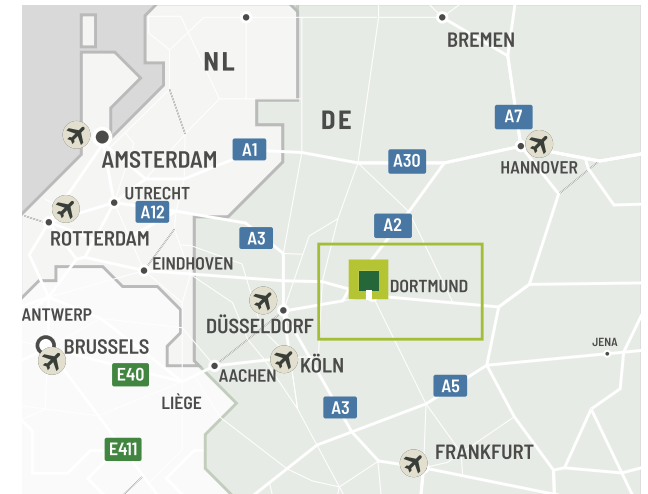 NL
BREMEN
DE
A7
AMSTERDAM
A1
A30
HANNOVER
UTRECHT
A12
A2
ROTTERDAM
A3
EINDHOVEN
DORTMUND
ANTWERP
DÜSSELDORF
BRUSSELS
JENA
KÖLN
E40
AACHEN
A5
LIÈGE
A3
E411
FRANKFURT